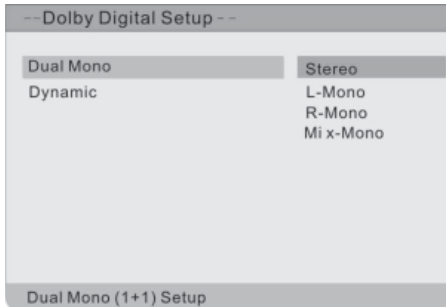 --Dolby Digital Setup--
Dual Mono Stereo
Dynamic L-Mono
R-Mono
Mi x-Mono
Dual Mono (1+1) Setup